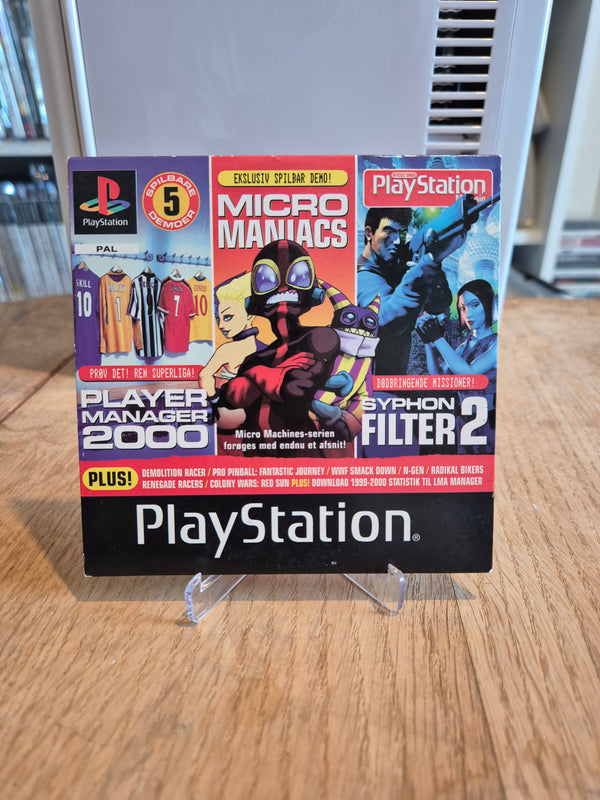 PlayStation
PAL
SPILBARE
5
DEMOER
SKILL
10
1
7
10
PRØV DET! REN SUPERLIGA!
PLAYER
MANAGER
2000
EKSLUSIV SPILBAR DEMO!
MICRO
MANIACS
Micro Machines-serien
forøges med endnu et afsnit!
PlayStation
DØDBRINGENDE MISSIONER!
SYPHON
FILTER 2
PLUS!
DEMOLITION RACER / PRO PINBALL: FANTASTIC JOURNEY / WWF SMACK DOWN / N-GEN / RADIKAL BIKERS
RENEGADE RACERS / COLONY WARS: RED SUN PLUS! DOWNLOAD 1999-2000 STATISTIK TIL LMA MANAGER
PlayStation®